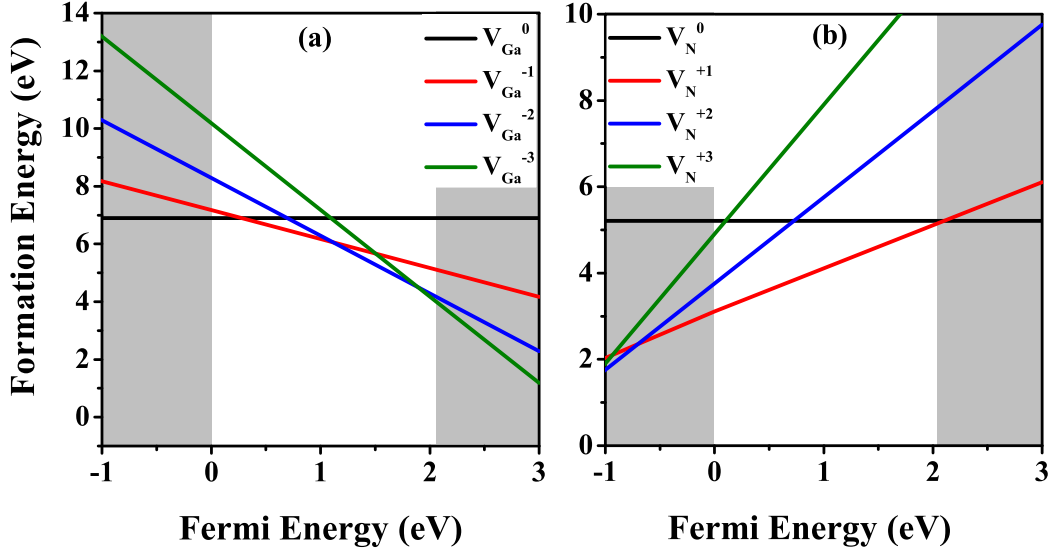 (a)
V_Ga^0
V_Ga^-1
V_Ga^-2
V_Ga^-3
14
12
10
8
6
4
2
0
-1 0 1 2 3
Formation Energy (eV)
Fermi Energy (eV)
(b)
V_N^0
V_N^+1
V_N^+2
V_N^+3
10
8
6
4
2
0
-1 0 1 2 3
Fermi Energy (eV)